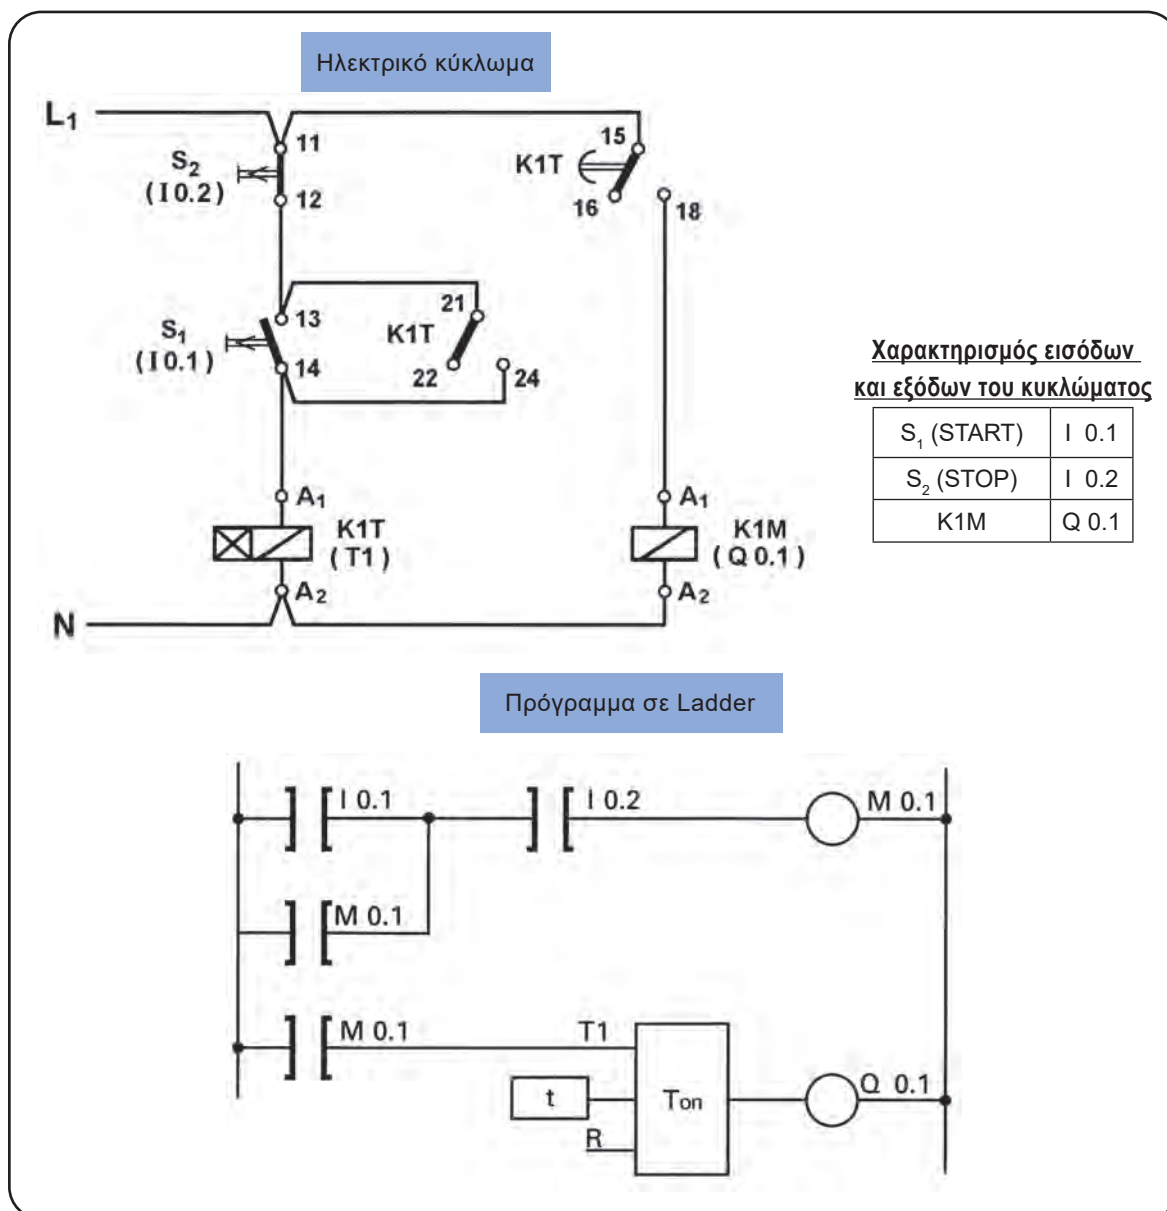 Ηλεκτρικό κύκλωμα
L1
11
15
S2
K1T
(I 0.2)
12
16
18
13
21
S1
K1T
(I 0.1)
14
22
24
A1
A1
K1T
K1M
(T1)
(Q 0.1)
A2
A2
N
Χαρακτηρισμός εισόδων
και εξόδων του κυκλώματος
S1 (START) I 0.1
S2 (STOP) I 0.2
K1M Q 0.1
Πρόγραμμα σε Ladder
I 0.1
I 0.2
M 0.1
M 0.1
M 0.1
T1
t
Ton
Q 0.1
R